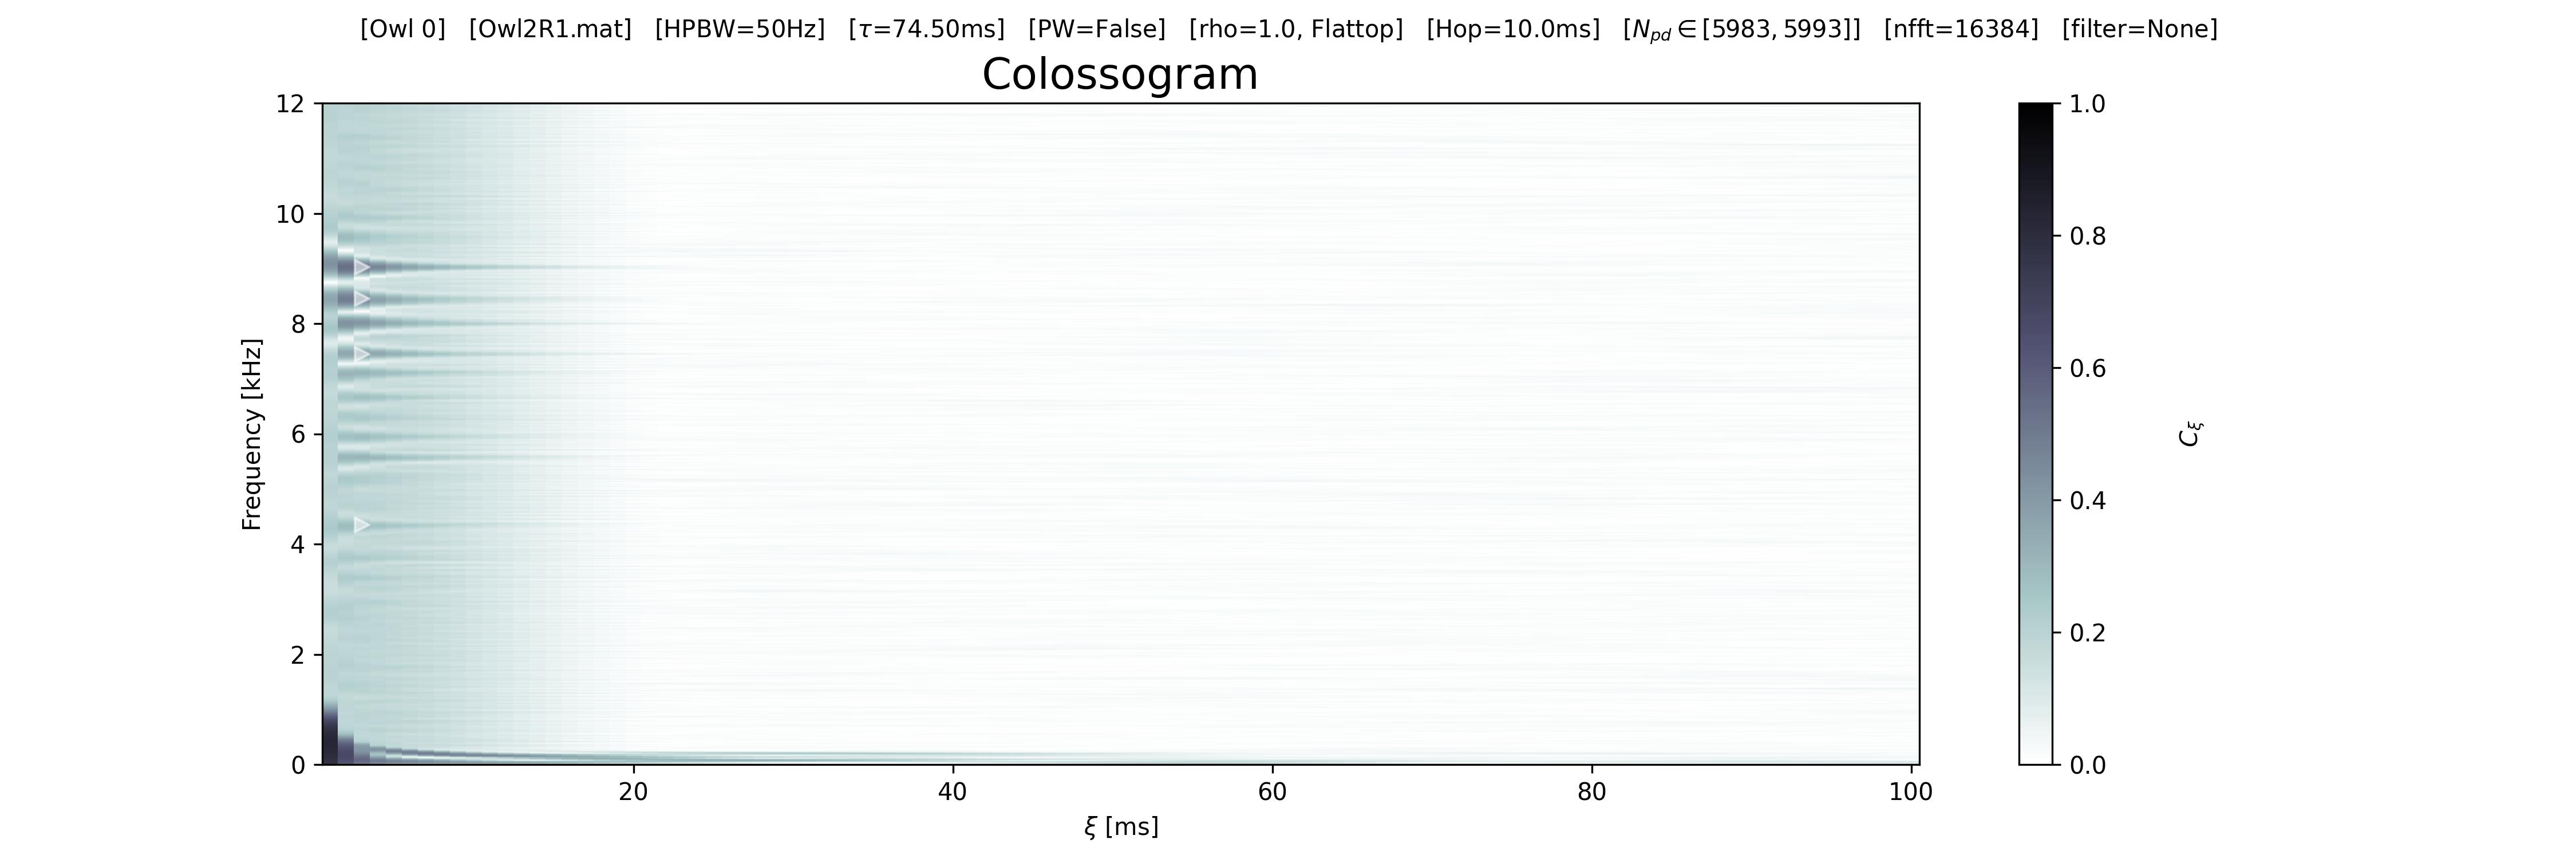 [Owl 0] [Owl2R1.mat] [HPBW=50Hz] [τ=74.50ms] [PW=False] [rho=1.0, Flattop] [Hop=10.0ms] [N_pd ∈ [5983, 5993]] [nfft=16384] [filter=None]
Colossogram
12
10
8
6
4
2
0
Frequency [kHz]
20 40 60 80 100
ξ [ms]
1.0
0.8
0.6
0.4
0.2
0.0
C_ξ